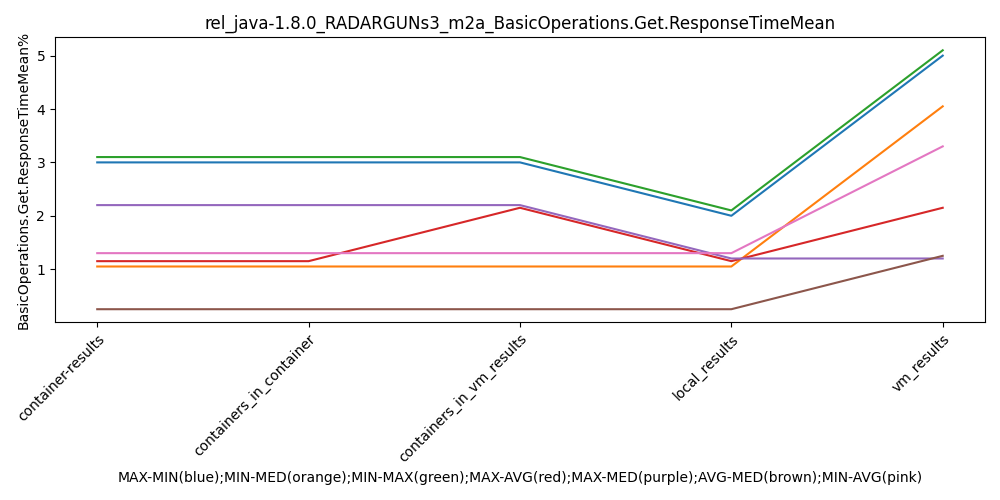 rel_java-1.8.0_RADARGUNs3_m2a_BasicOperations.Get.ResponseTimeMean
BasicOperations.Get.ResponseTimeMean%
5
4
3
2
1
container-results
containers_in_container
containers_in_vm_results
local_results
vm_results
MAX-MIN(blue);MIN-MED(orange);MIN-MAX(green);MAX-AVG(red);MAX-MED(purple);AVG-MED(brown);MIN-AVG(pink)